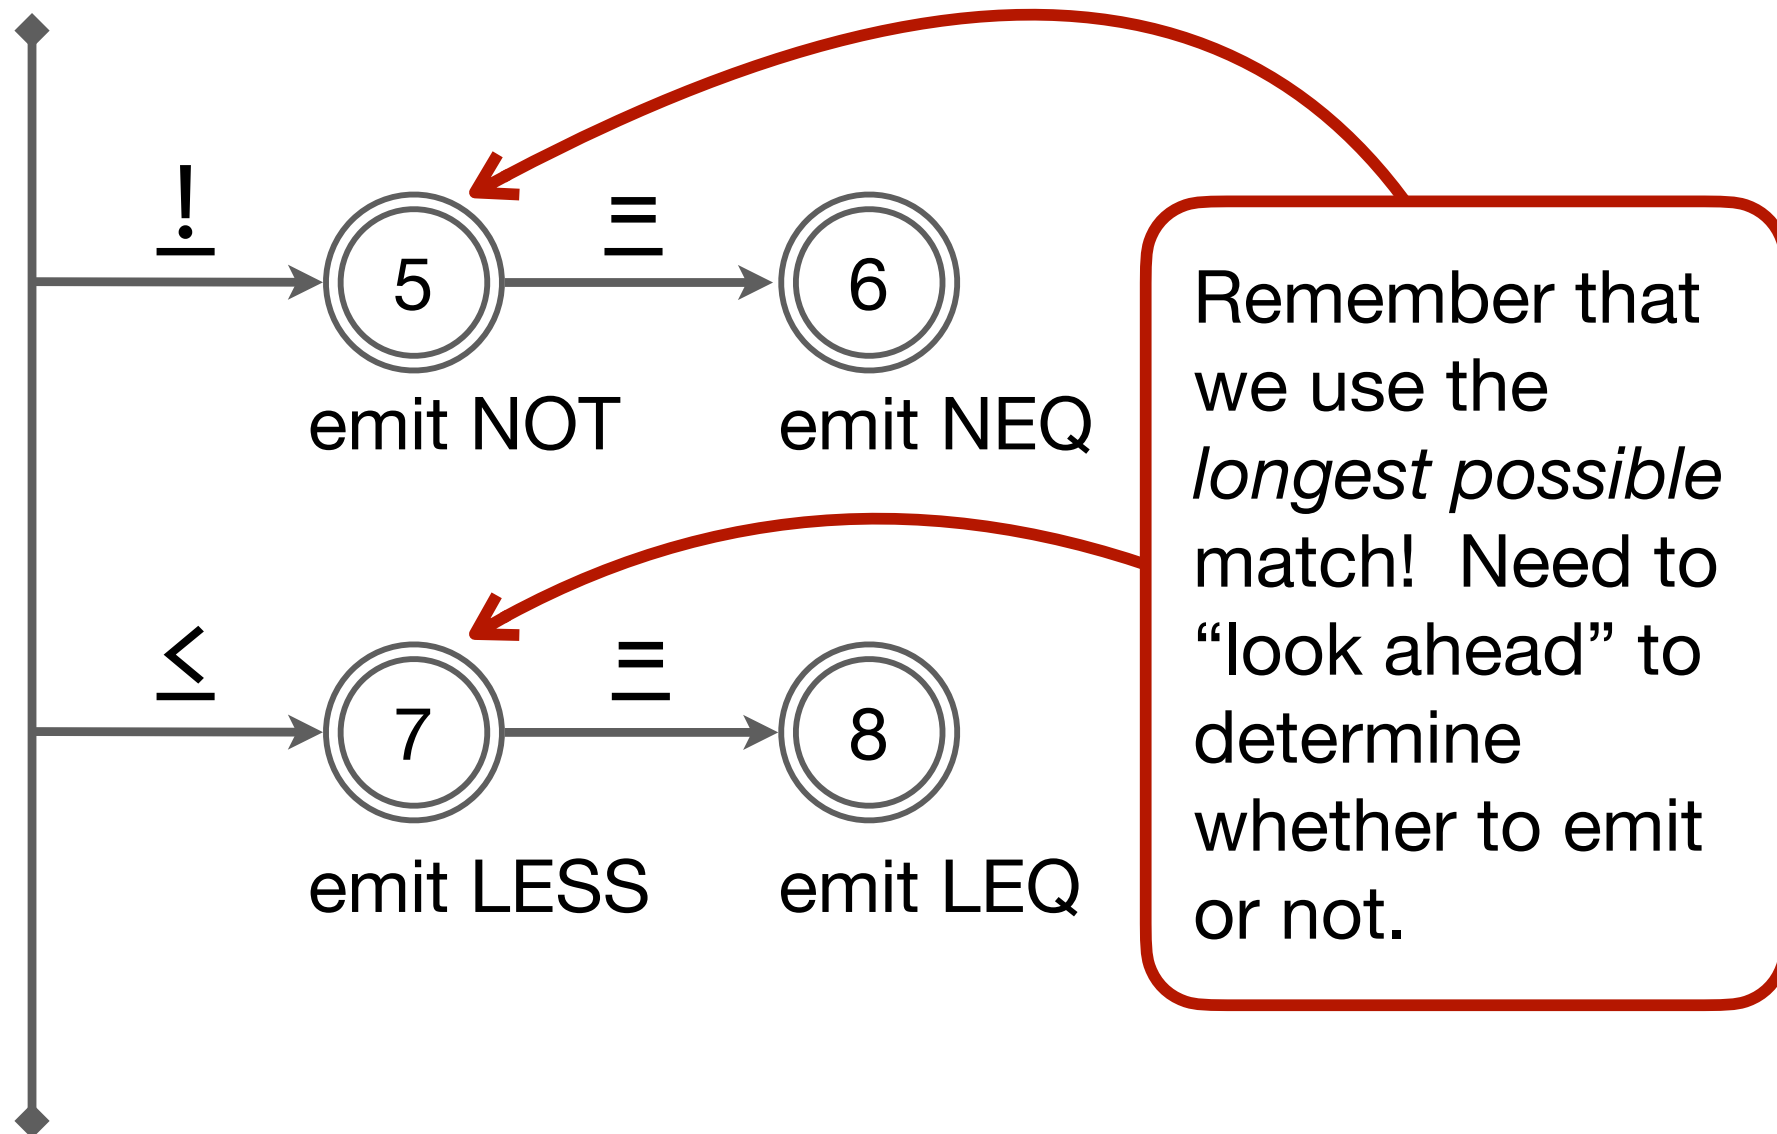 ! =
5 6
emit NOT emit NEQ
< =
7 8
emit LESS emit LEQ
Remember that
we use the
longest possible
match! Need to
“look ahead” to
determine
whether to emit
or not.